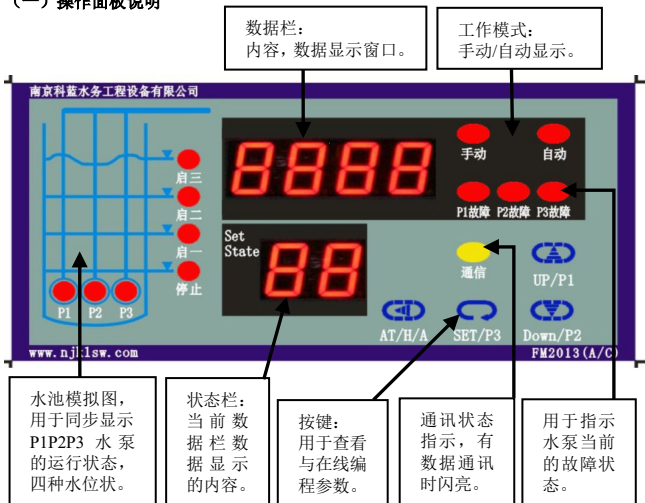 （一）操作面板说明
数据栏：
内容，数据显示窗口。
工作模式：
手动/自动显示。
南京科蓝水务工程设备有限公司
启三
启二
启一
停止
P1 P2 P3
8888
手动 自动
P1故障 P2故障 P3故障
Set
State
88
通信
UP/P1
AT/H/A SET/P3 Down/P2
www.njklsw.com
FM2013(A/C)
水池模拟图，
用于同步显示
P1P2P3 水 泵
的运行状态，
四种水位状。
状态栏：
当 前 数
据 栏 数
据 显 示
的内容。
按键：
用于查看
与在线编
程参数。
通讯状态
指示，有
数据通讯
时闪亮。
用于指示
水泵当前
的故障状
态。